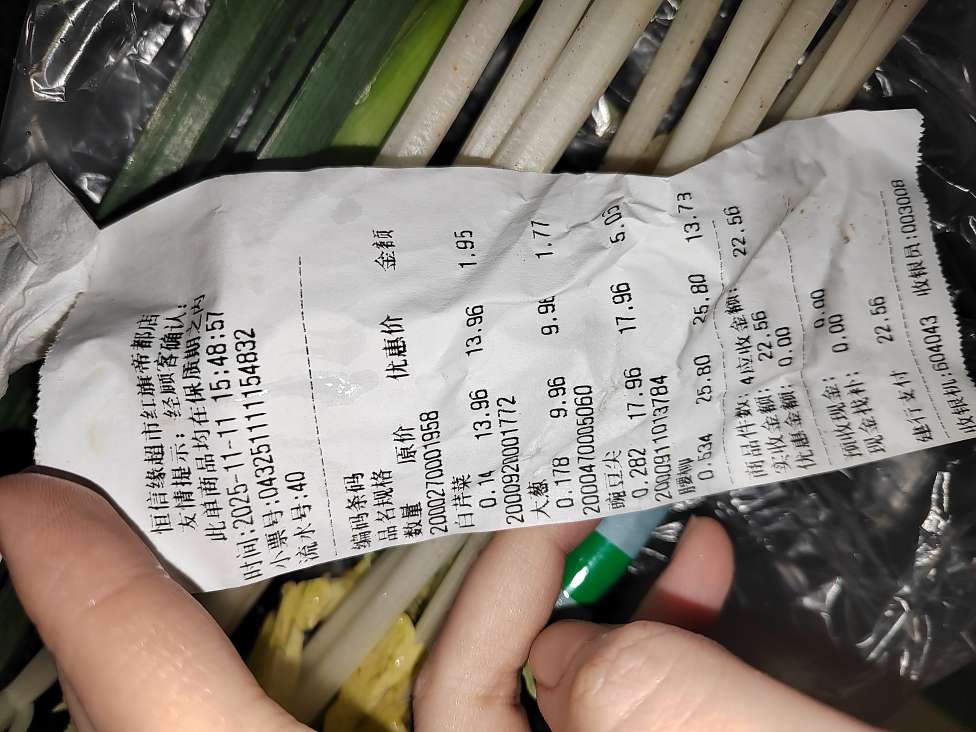 恒信缘超市红旗帝都店
友情提示: 经顾客确认:
此单商品均在保质期之内
时间:2025-11-11 15:48:57
小票号:04325111115​4832
流水号:40
编码条码
品名规格
数量 原价 优惠价 金额
2000270001958
白芹菜
0.14 13.96 13.96 1.95
200092001772
大葱
0.178 9.96 9.96 1.77
2000470005060
豌豆尖
0.282 17.96 17.96 5.03
2000911013784
腰柳
0.534 25.80 25.80 13.73
商品件数: 4应收金额: 22.56
实收金额: 22.56
优惠金额: 0.00
预收现金: 0.00
现金找补: 0.00
建行支付 22.56
收银机:604043 收银员:003008